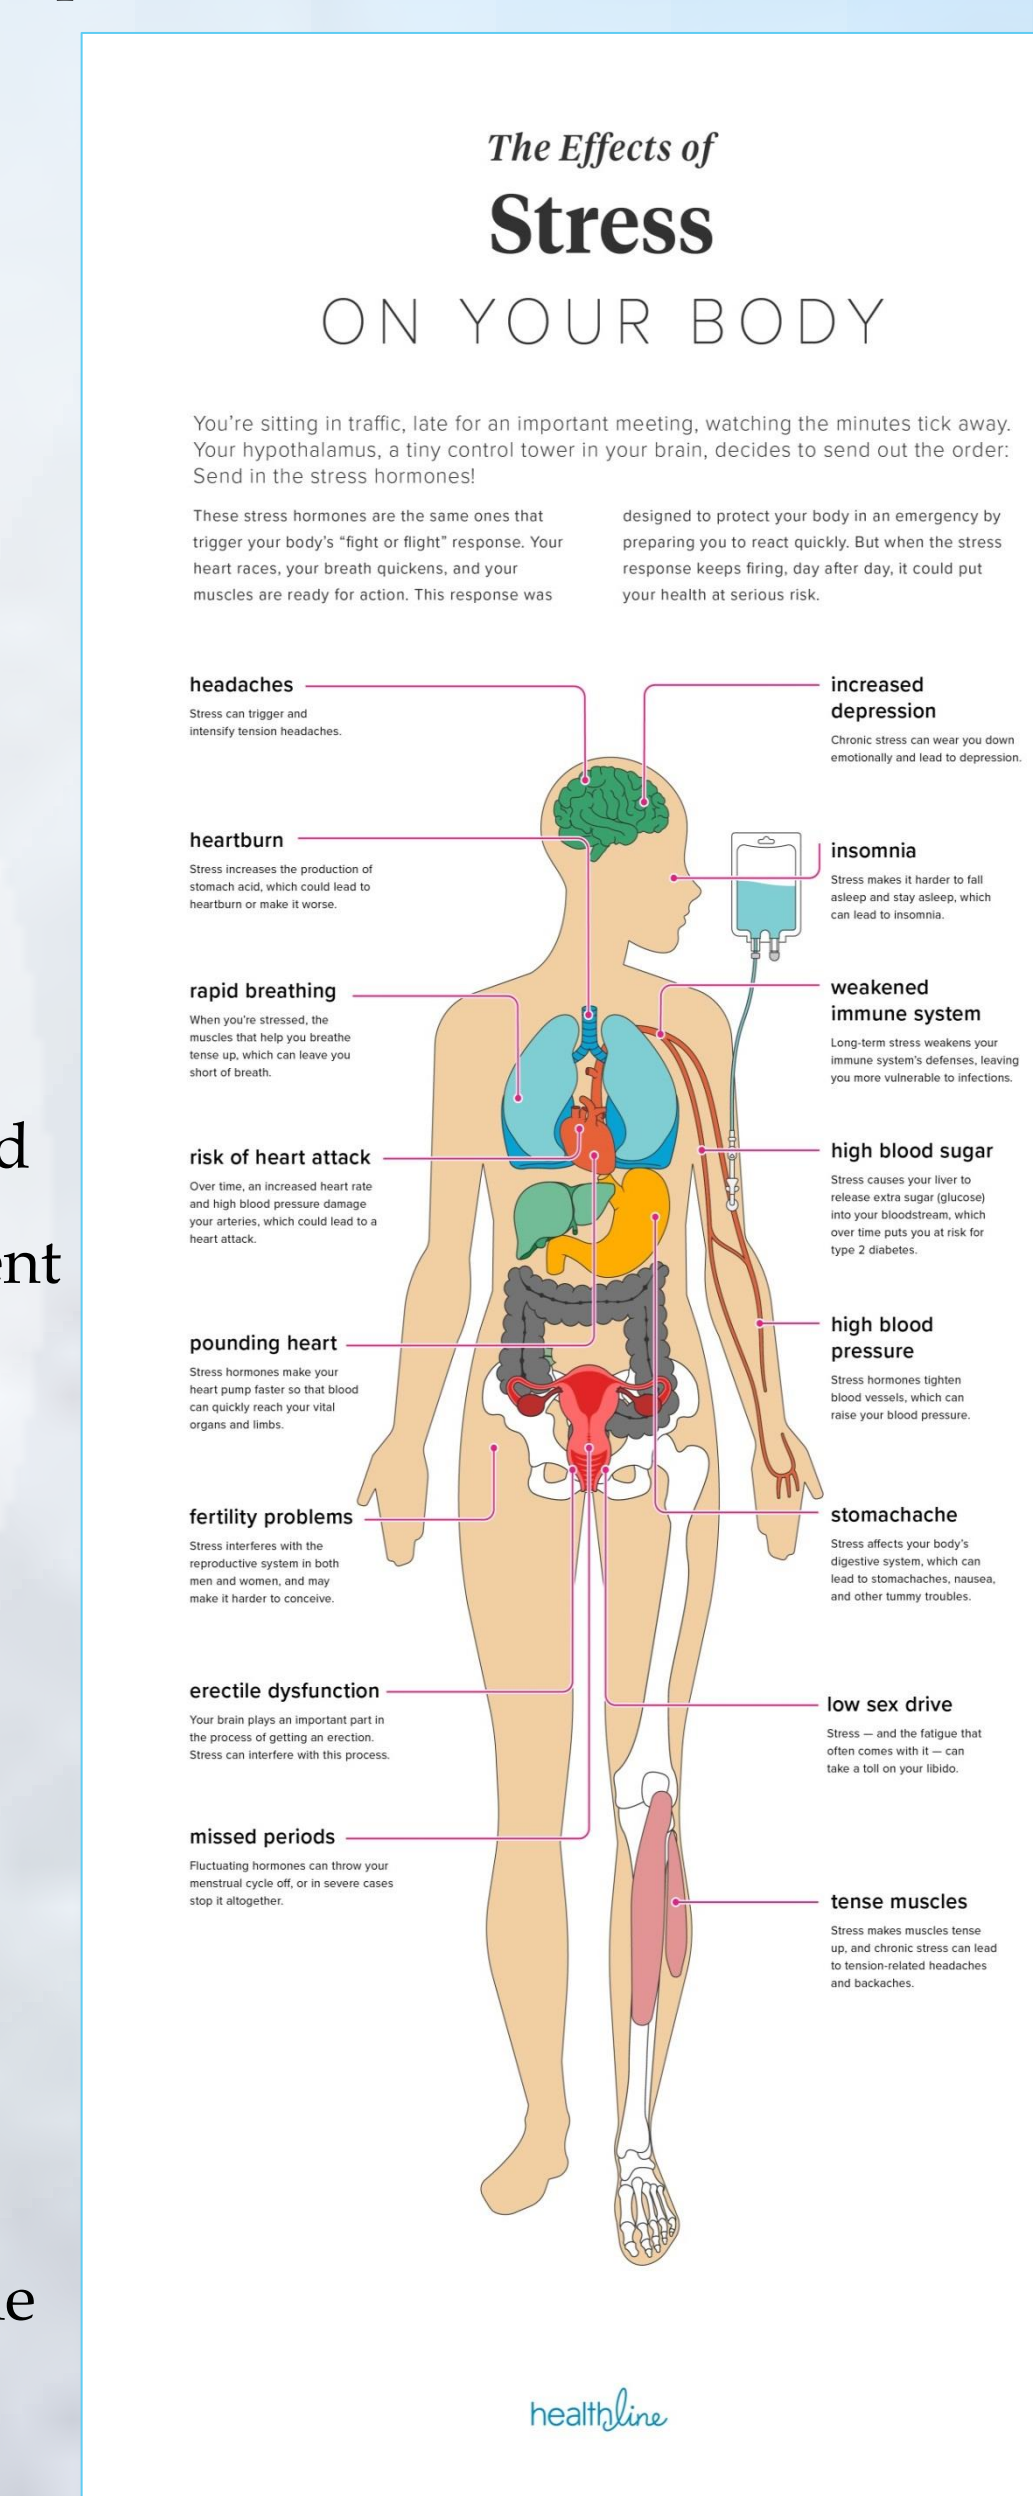 The Effects of
Stress
ON YOUR BODY
You're sitting in traffic, late for an important meeting, watching the minutes tick away.
Your hypothalamus, a tiny control tower in your brain, decides to send out the order:
Send in the stress hormones!
These stress hormones are the same ones that
trigger your body's “fight or flight” response. Your
heart races, your breath quickens, and your
muscles are ready for action. This response was
designed to protect your body in an emergency by
preparing you to react quickly. But when the stress
response keeps firing, day after day, it could put
your health at serious risk.
headaches
Stress can trigger and
intensify tension headaches.
increased
depression
Chronic stress can wear you down
emotionally and lead to depression.
heartburn
Stress increases the production of
stomach acid, which could lead to
heartburn or make it worse.
insomnia
Stress makes it harder to fall
asleep and stay asleep, which
can lead to insomnia.
rapid breathing
When you're stressed, the
muscles that help you breathe
tense up, which can leave you
short of breath.
weakened
immune system
Long-term stress weakens your
immune system's defenses, leaving
you more vulnerable to infections.
risk of heart attack
Over time, an increased heart rate
and high blood pressure damage
your arteries, which could lead to a
heart attack.
high blood sugar
Stress causes your liver to
release extra sugar (glucose)
into your bloodstream, which
over time puts you at risk for
type 2 diabetes.
pounding heart
Stress hormones make your
heart pump faster so that blood
can quickly reach your vital
organs and limbs.
high blood
pressure
Stress hormones tighten
blood vessels, which can
raise your blood pressure.
fertility problems
Stress interferes with the
reproductive system in both
men and women, and may
make it harder to conceive.
stomachache
Stress affects your body's
digestive system, which can
lead to stomachaches, nausea,
and other tummy troubles.
erectile dysfunction
Your brain plays an important part in
the process of getting an erection.
Stress can interfere with this process.
low sex drive
Stress — and the fatigue that
often comes with it — can
take a toll on your libido.
missed periods
Fluctuating hormones can throw your
menstrual cycle off, or in severe cases
stop it altogether.
tense muscles
Stress makes muscles tense
up, and chronic stress can lead
to tension-related headaches
and backaches.
healthline